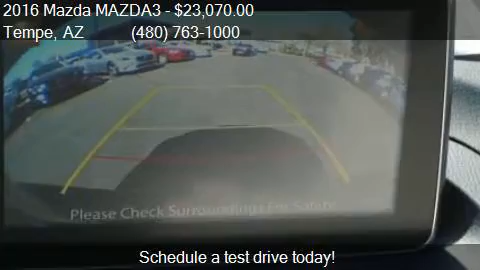 2016 Mazda MAZDA3 - $23,070.00
Tempe, AZ (480) 763-1000
Please Check Surroundings For Safety
Schedule a test drive today!